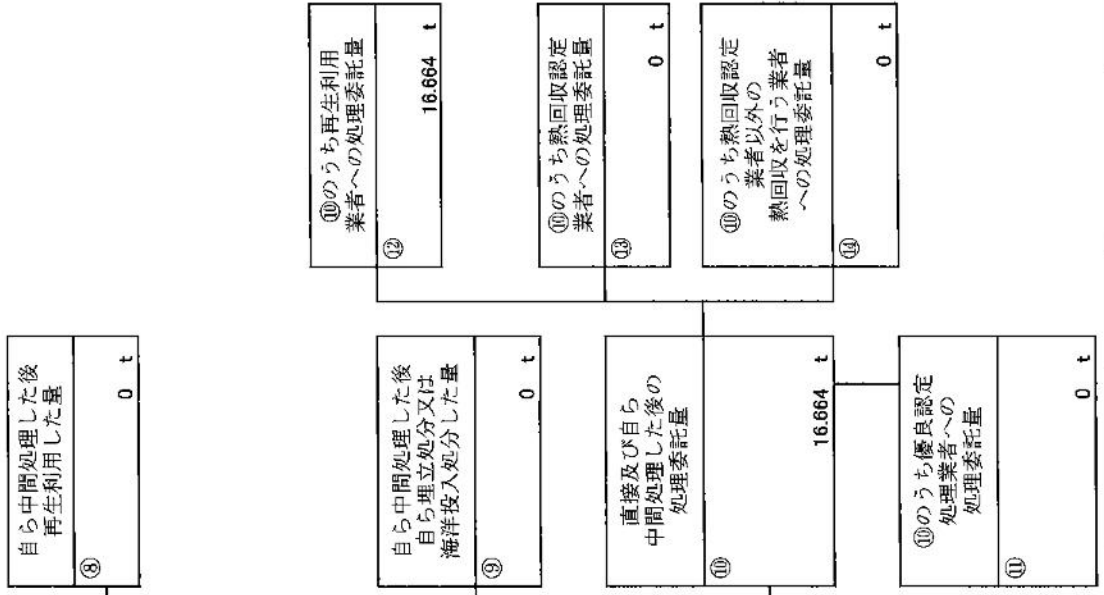 自ら中間処理した後
再生利用した量
⑧
0 t
自ら中間処理した後
自ら埋立処分又は
海洋投入処分した量
⑨
0 t
直接及び自ら
中間処理した後の
処理委託量
⑩
16.664 t
⑩のうち優良認定
処理業者への
処理委託量
⑪
0 t
⑩のうち再生利用
業者への処理委託量
⑫
16.664 t
⑩のうち熱回収認定
業者への処理委託量
⑬
0 t
⑩のうち熱回収認定
業者以外の
熱回収を行う業者
への処理委託量
⑭
0 t